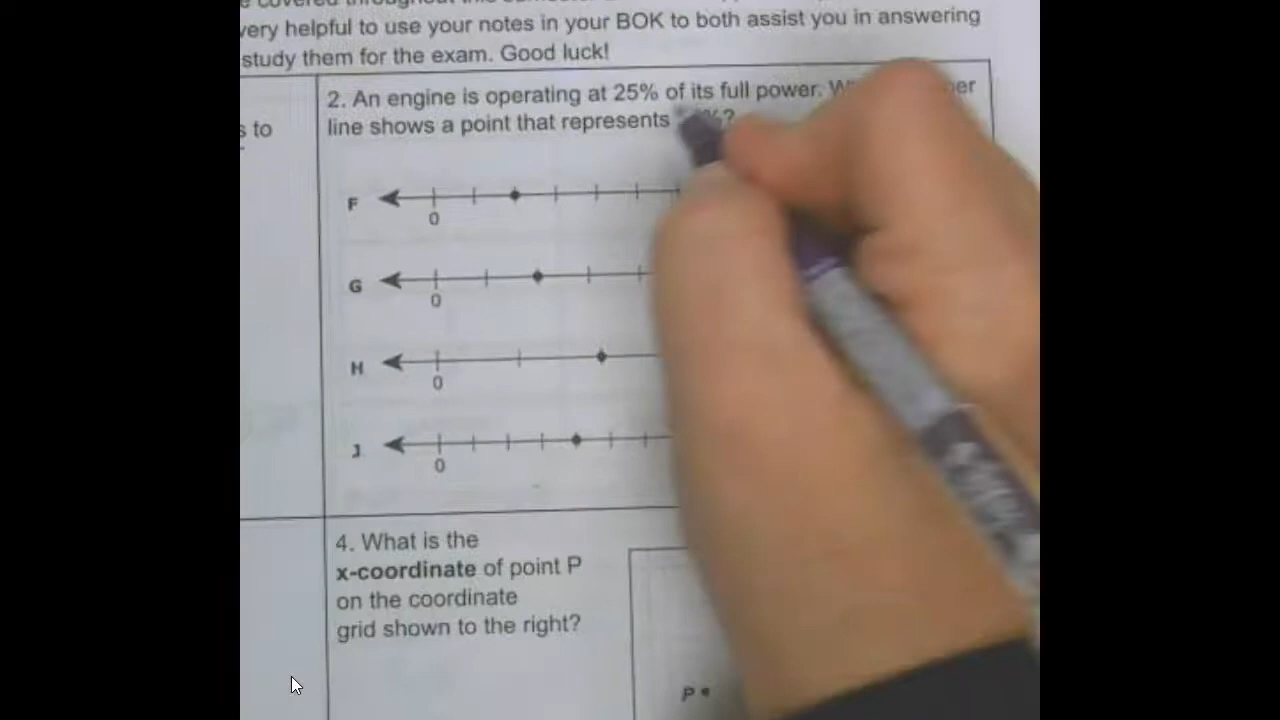 very helpful to use your notes in your BOK to both assist you in answering
study them for the exam. Good luck!
s to
2. An engine is operating at 25% of its full power.
line shows a point that represents %?
F
0
G
0
H
0
J
0
4. What is the
x-coordinate of point P
on the coordinate
grid shown to the right?
P